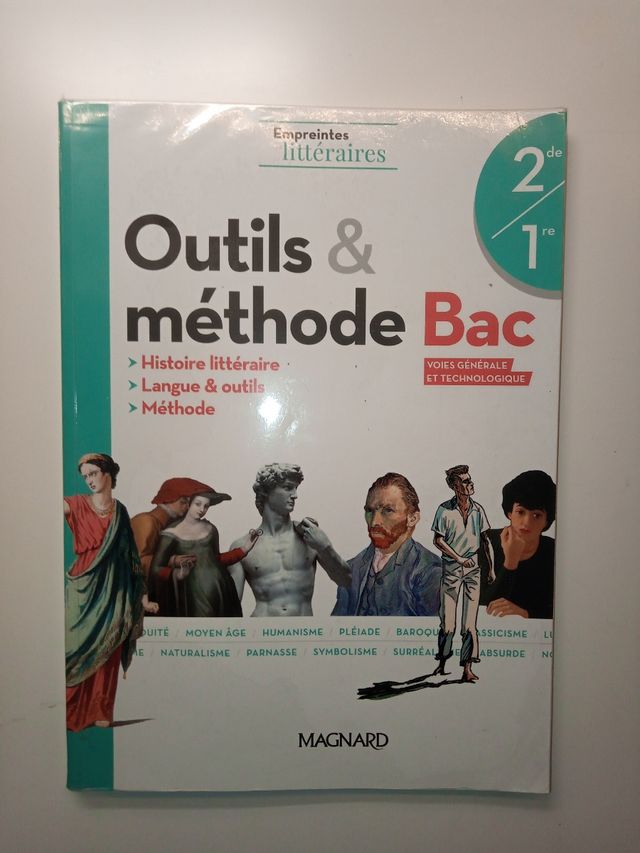 Empreintes
littéraires
2de
/
1re
Outils &
méthode Bac
> Histoire littéraire
> Langue & outils
> Méthode
VOIES GÉNÉRALE
ET TECHNOLOGIQUE
MOYEN ÂGE / HUMANISME / PLÉIADE
NATURALISME / PARNASSE / SYMBOLISME / ABSURDE
MAGNARD